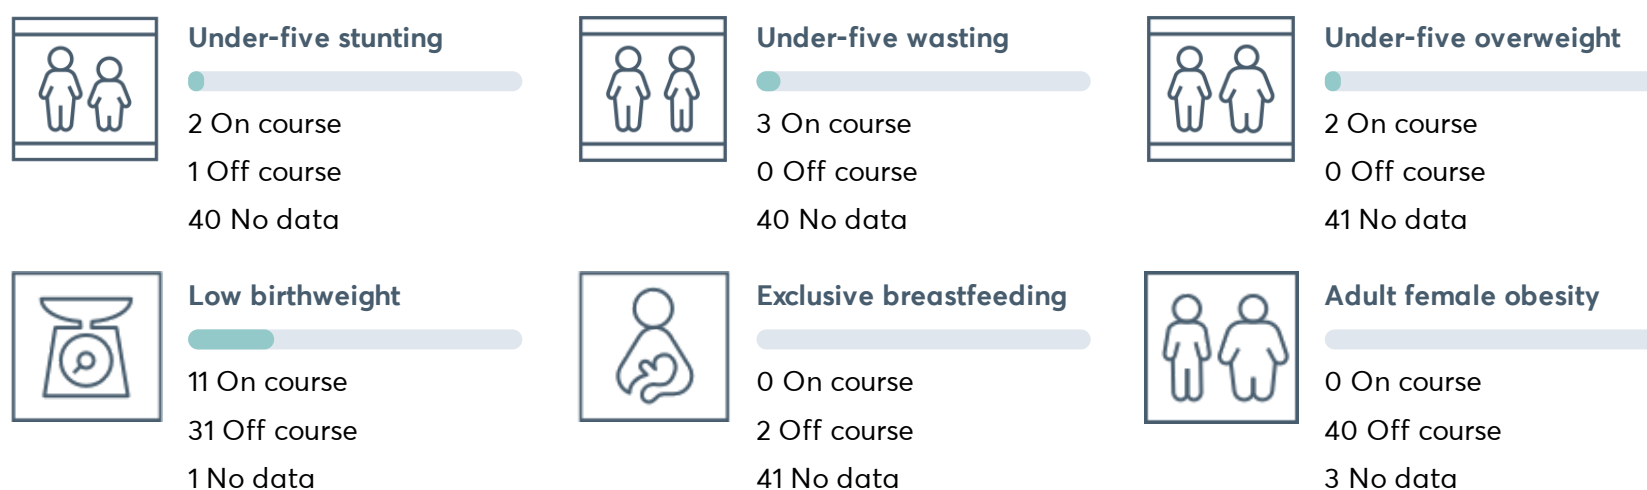 Under-five stunting
2 On course
1 Off course
40 No data
Under-five wasting
3 On course
0 Off course
40 No data
Under-five overweight
2 On course
0 Off course
41 No data
Low birthweight
11 On course
31 Off course
1 No data
Exclusive breastfeeding
0 On course
2 Off course
41 No data
Adult female obesity
0 On course
40 Off course
3 No data